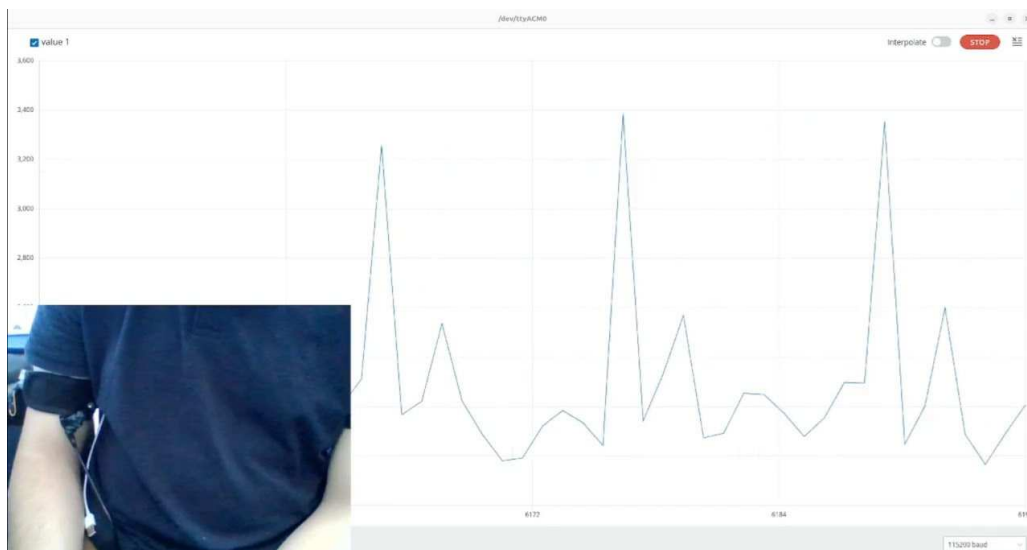 /dev/ttyACM0
value 1
Interpolate
STOP
3,600
3,400
3,200
3,000
2,800
6172
6184
115200 baud